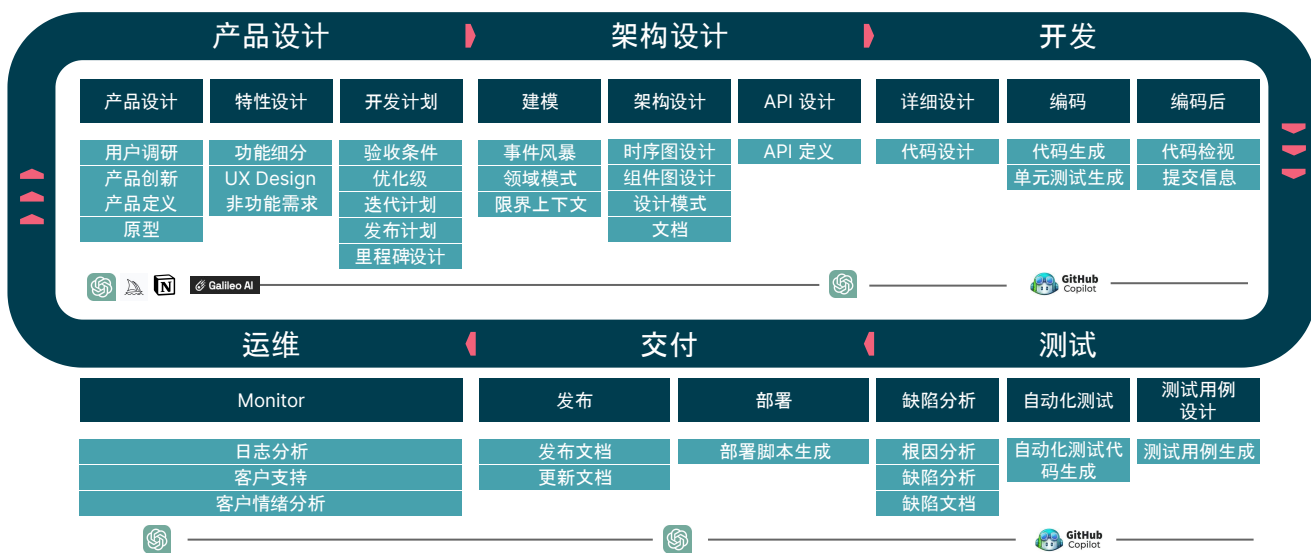 产品设计
架构设计
开发
产品设计
特性设计
开发计划
建模
架构设计
API 设计
详细设计
编码
编码后
用户调研
产品创新
产品定义
原型
功能细分
UX Design
非功能需求
验收条件
优化级
迭代计划
发布计划
里程碑设计
事件风暴
领域模式
限界上下文
时序图设计
组件图设计
设计模式
文档
API 定义
代码设计
代码生成
单元测试生成
代码检视
提交信息
N
Galileo AI
GitHub
Copilot
运维
交付
测试
Monitor
发布
部署
缺陷分析
自动化测试
测试用例
设计
日志分析
客户支持
客户情绪分析
发布文档
更新文档
部署脚本生成
根因分析
缺陷分析
缺陷文档
自动化测试代
码生成
测试用例生成
GitHub
Copilot